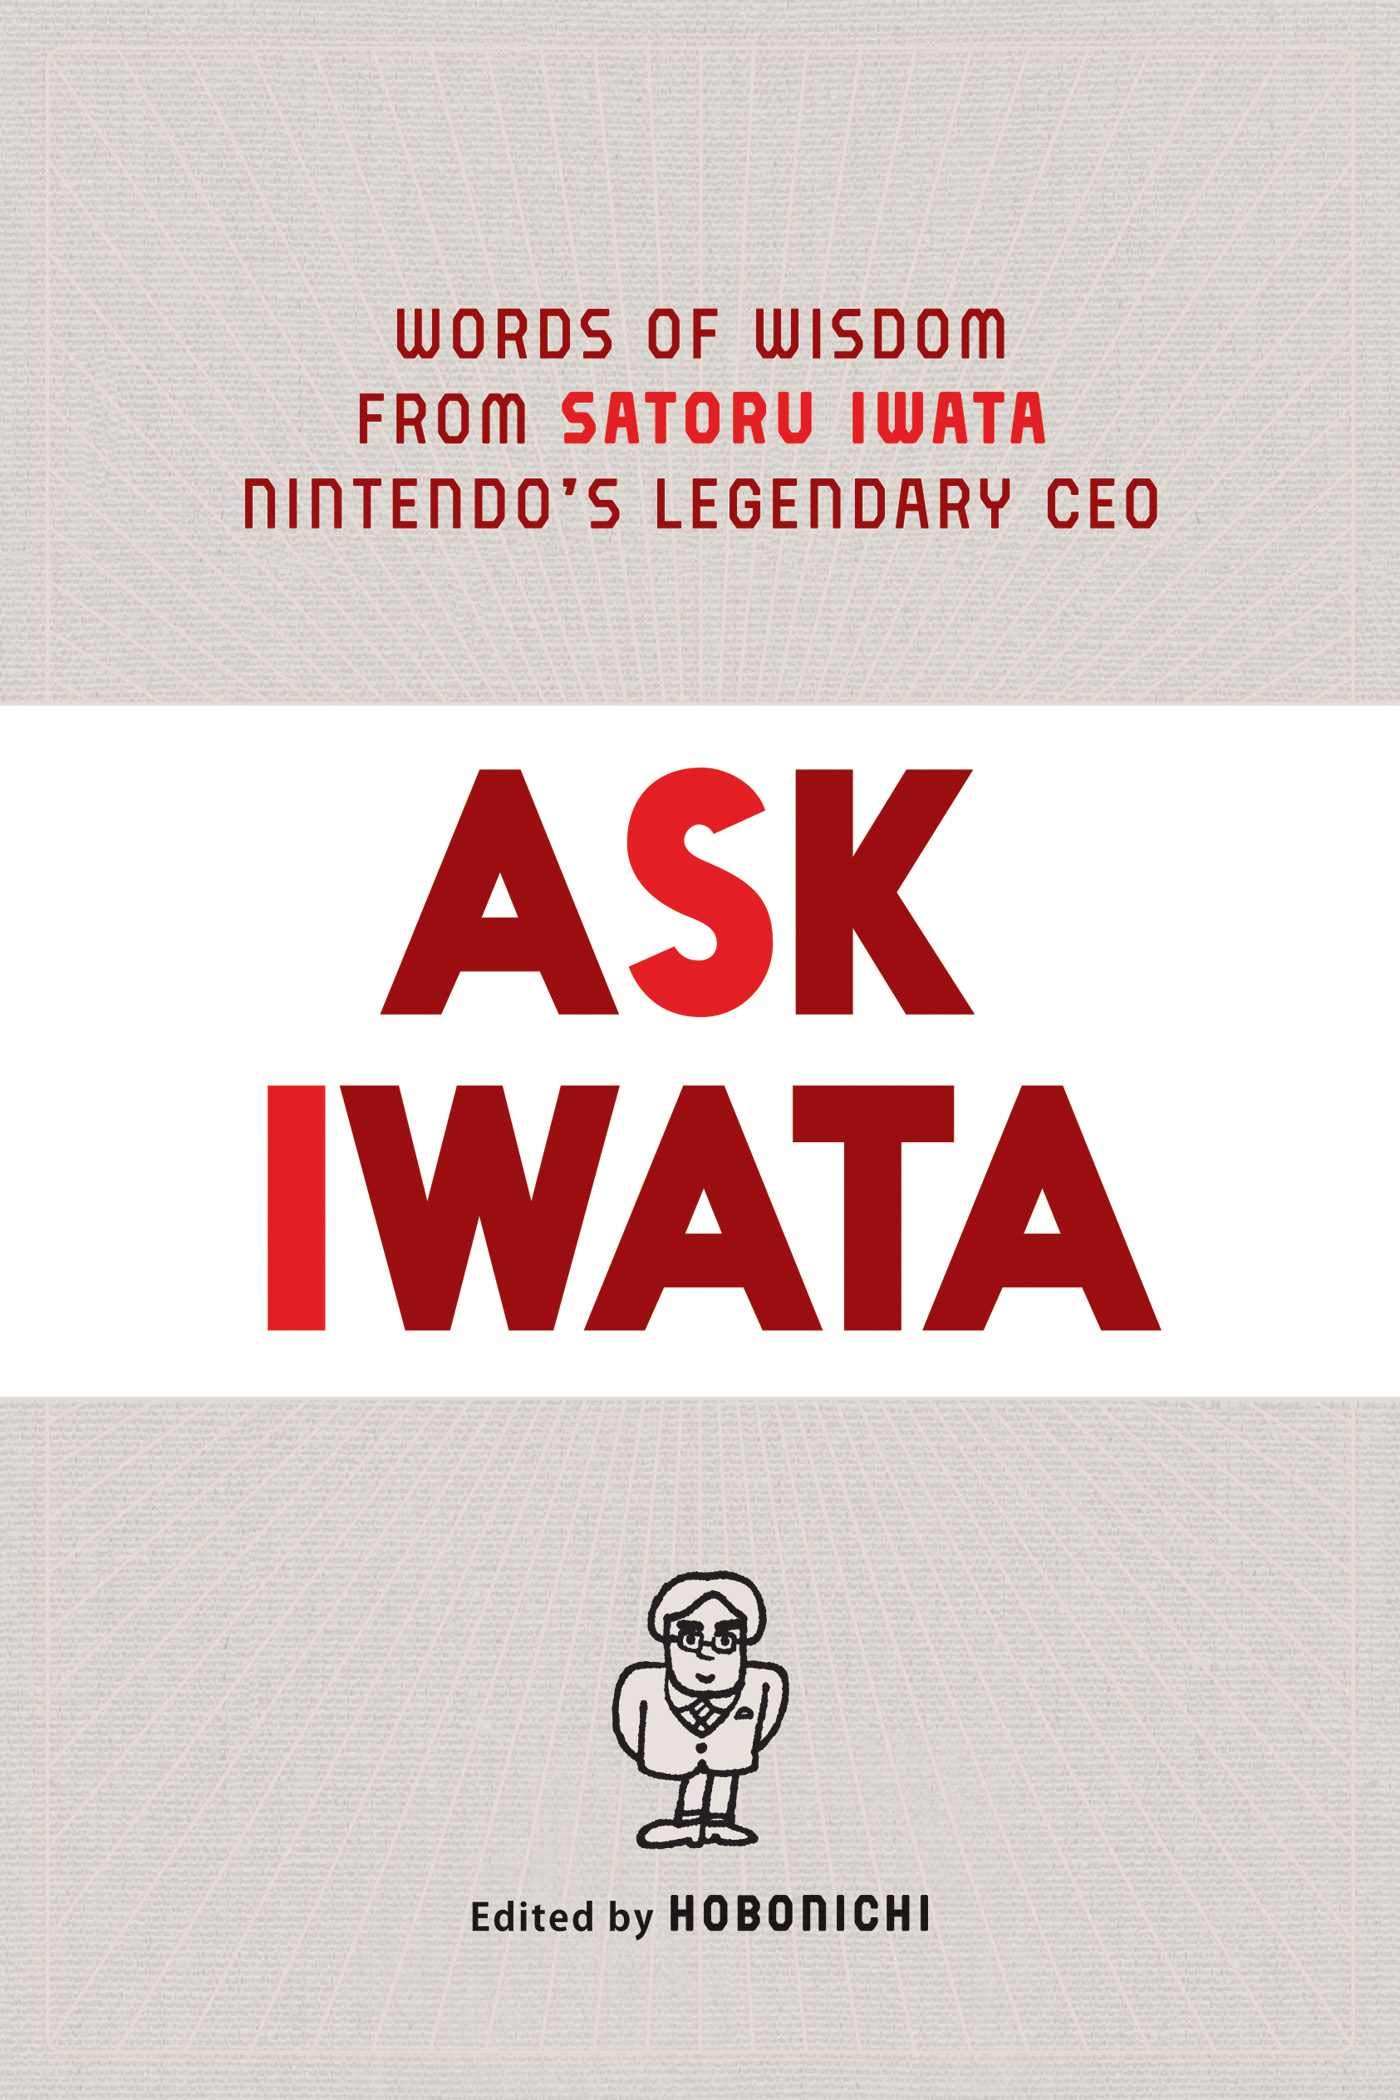 WORDS OF WISDOM
FROM SATORU IWATA
NINTENDO'S LEGENDARY CEO
ASK
IWATA
Edited by HOBONICHI